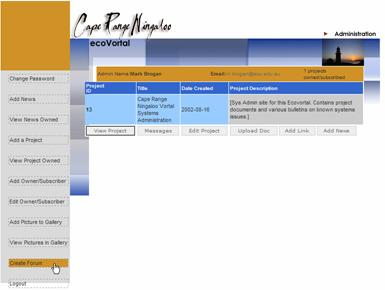 Cape Range Ningaloo
Administration
ecoVortal
Admin Name: Mark Brogan
Email: m.brogan@ecu.edu.au
1 projects
owned/subscribed
Project ID
Title
Date Created
Project Description
13
Cape Range
Ningaloo Vortal
Systems
Administration
2002-08-16
[Sys Admin site for this Ecovortal. Contains project
documents and various bulletins on known systems
issues.]
View Project
Messages
Edit Project
Upload Doc
Add Link
Add News
Change Password
Add News
View News Owned
Add a Project
View Project Owned
Add Owner/Subscriber
Edit Owner/Subscriber
Add Picture to Gallery
View Pictures in Gallery
Create Forum
Logout